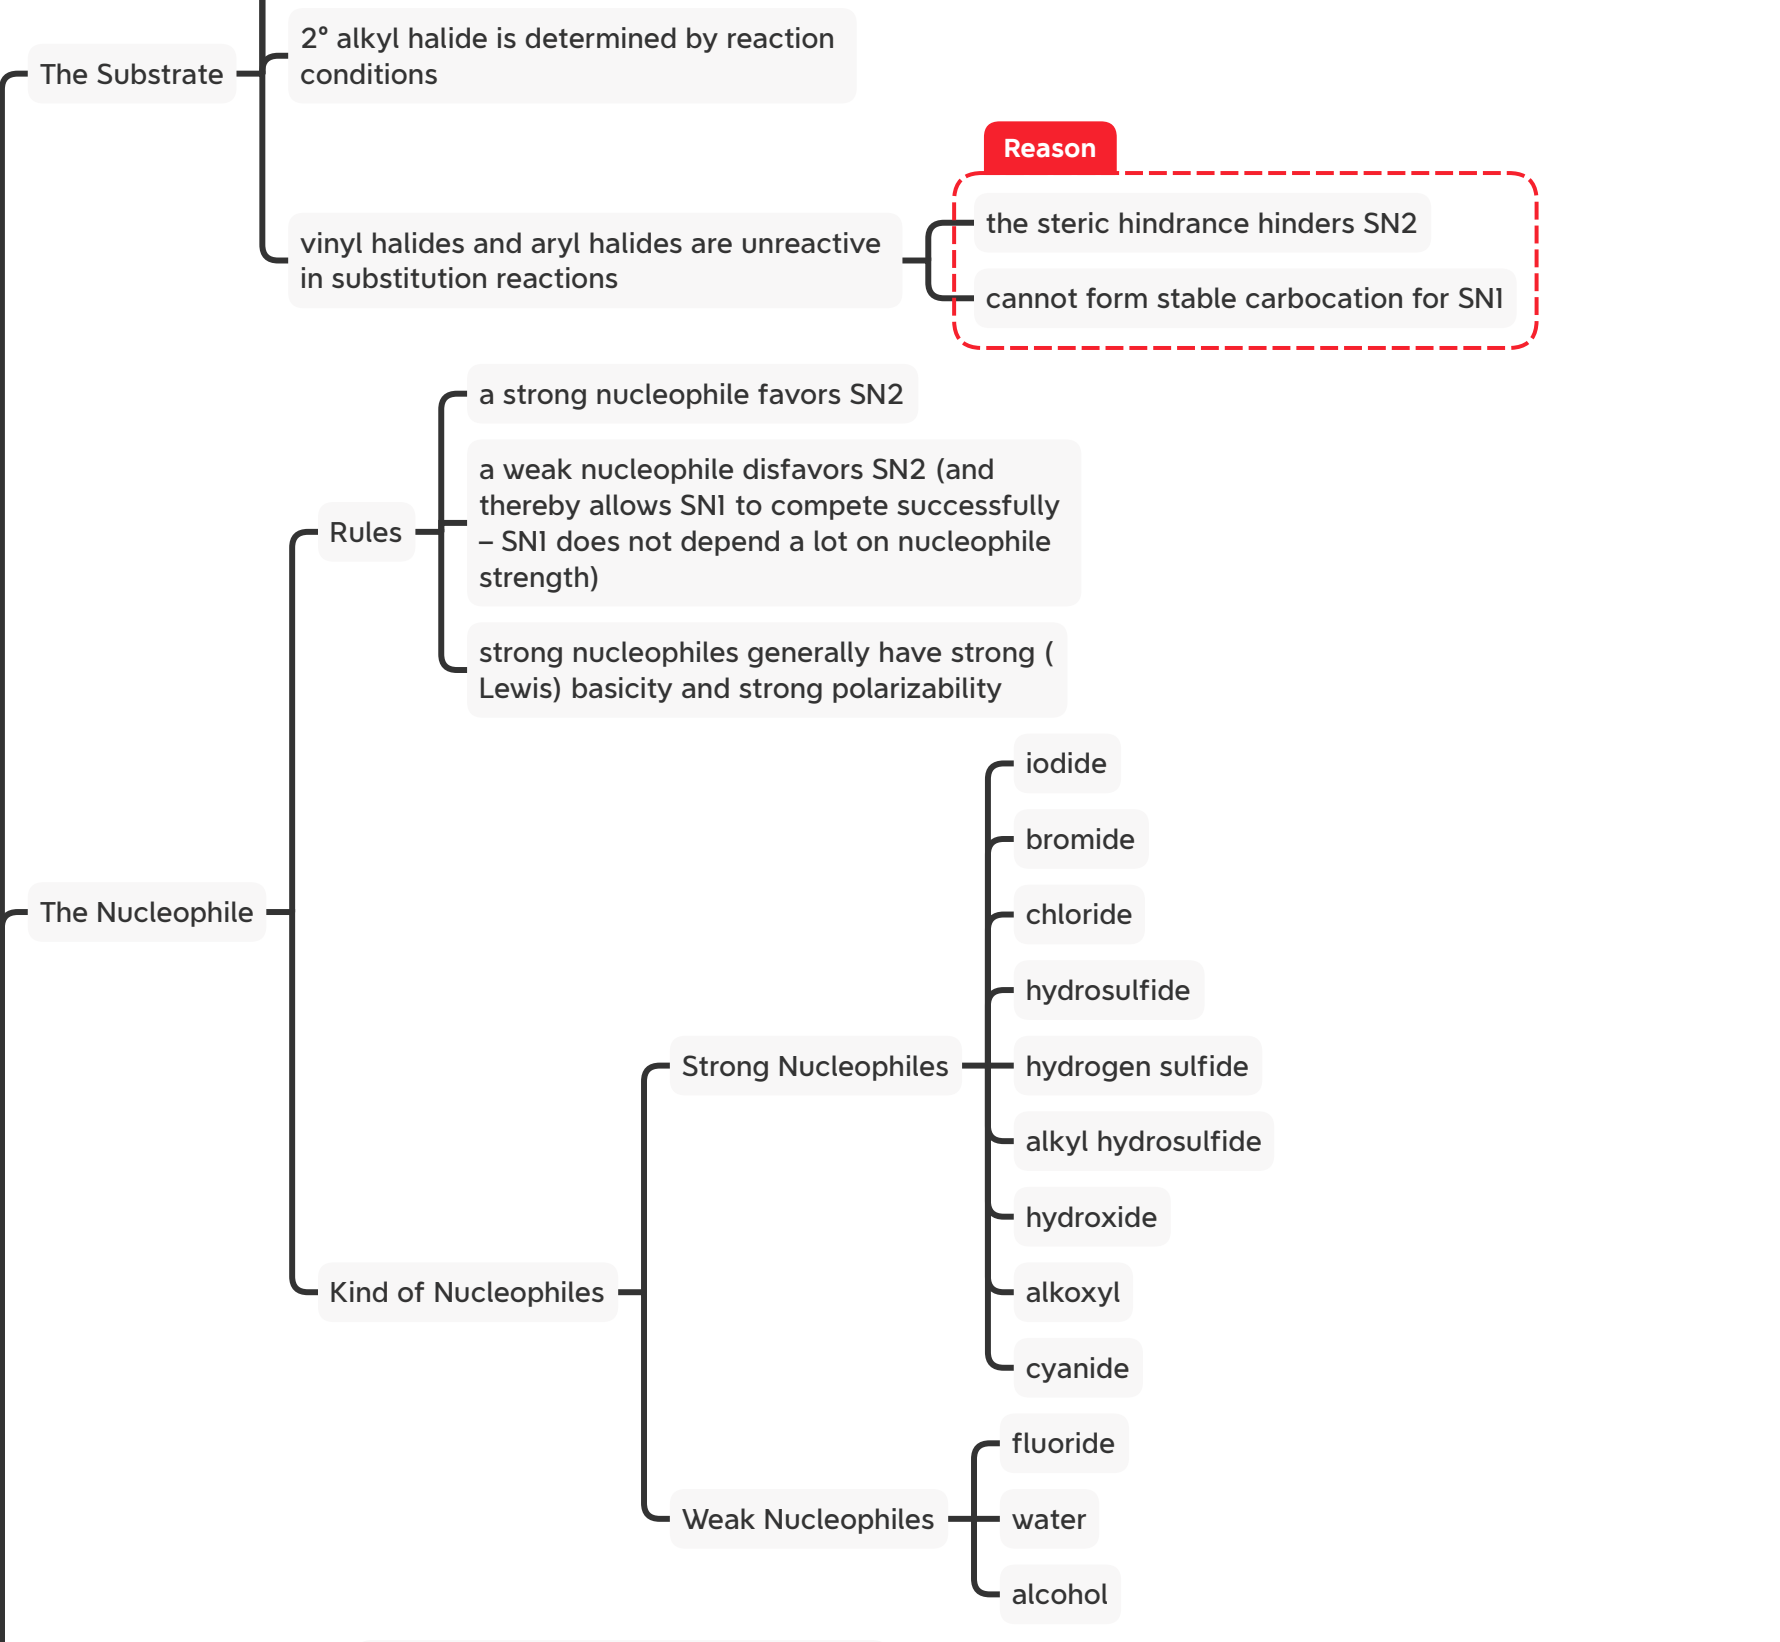 The Substrate
2° alkyl halide is determined by reaction
conditions
vinyl halides and aryl halides are unreactive
in substitution reactions
Reason
the steric hindrance hinders SN2
cannot form stable carbocation for SN1
The Nucleophile
Rules
a strong nucleophile favors SN2
a weak nucleophile disfavors SN2 (and
thereby allows SN1 to compete successfully
– SN1 does not depend a lot on nucleophile
strength)
strong nucleophiles generally have strong (
Lewis) basicity and strong polarizability
Kind of Nucleophiles
Strong Nucleophiles
iodide
bromide
chloride
hydrosulfide
hydrogen sulfide
alkyl hydrosulfide
hydroxide
alkoxyl
cyanide
Weak Nucleophiles
fluoride
water
alcohol